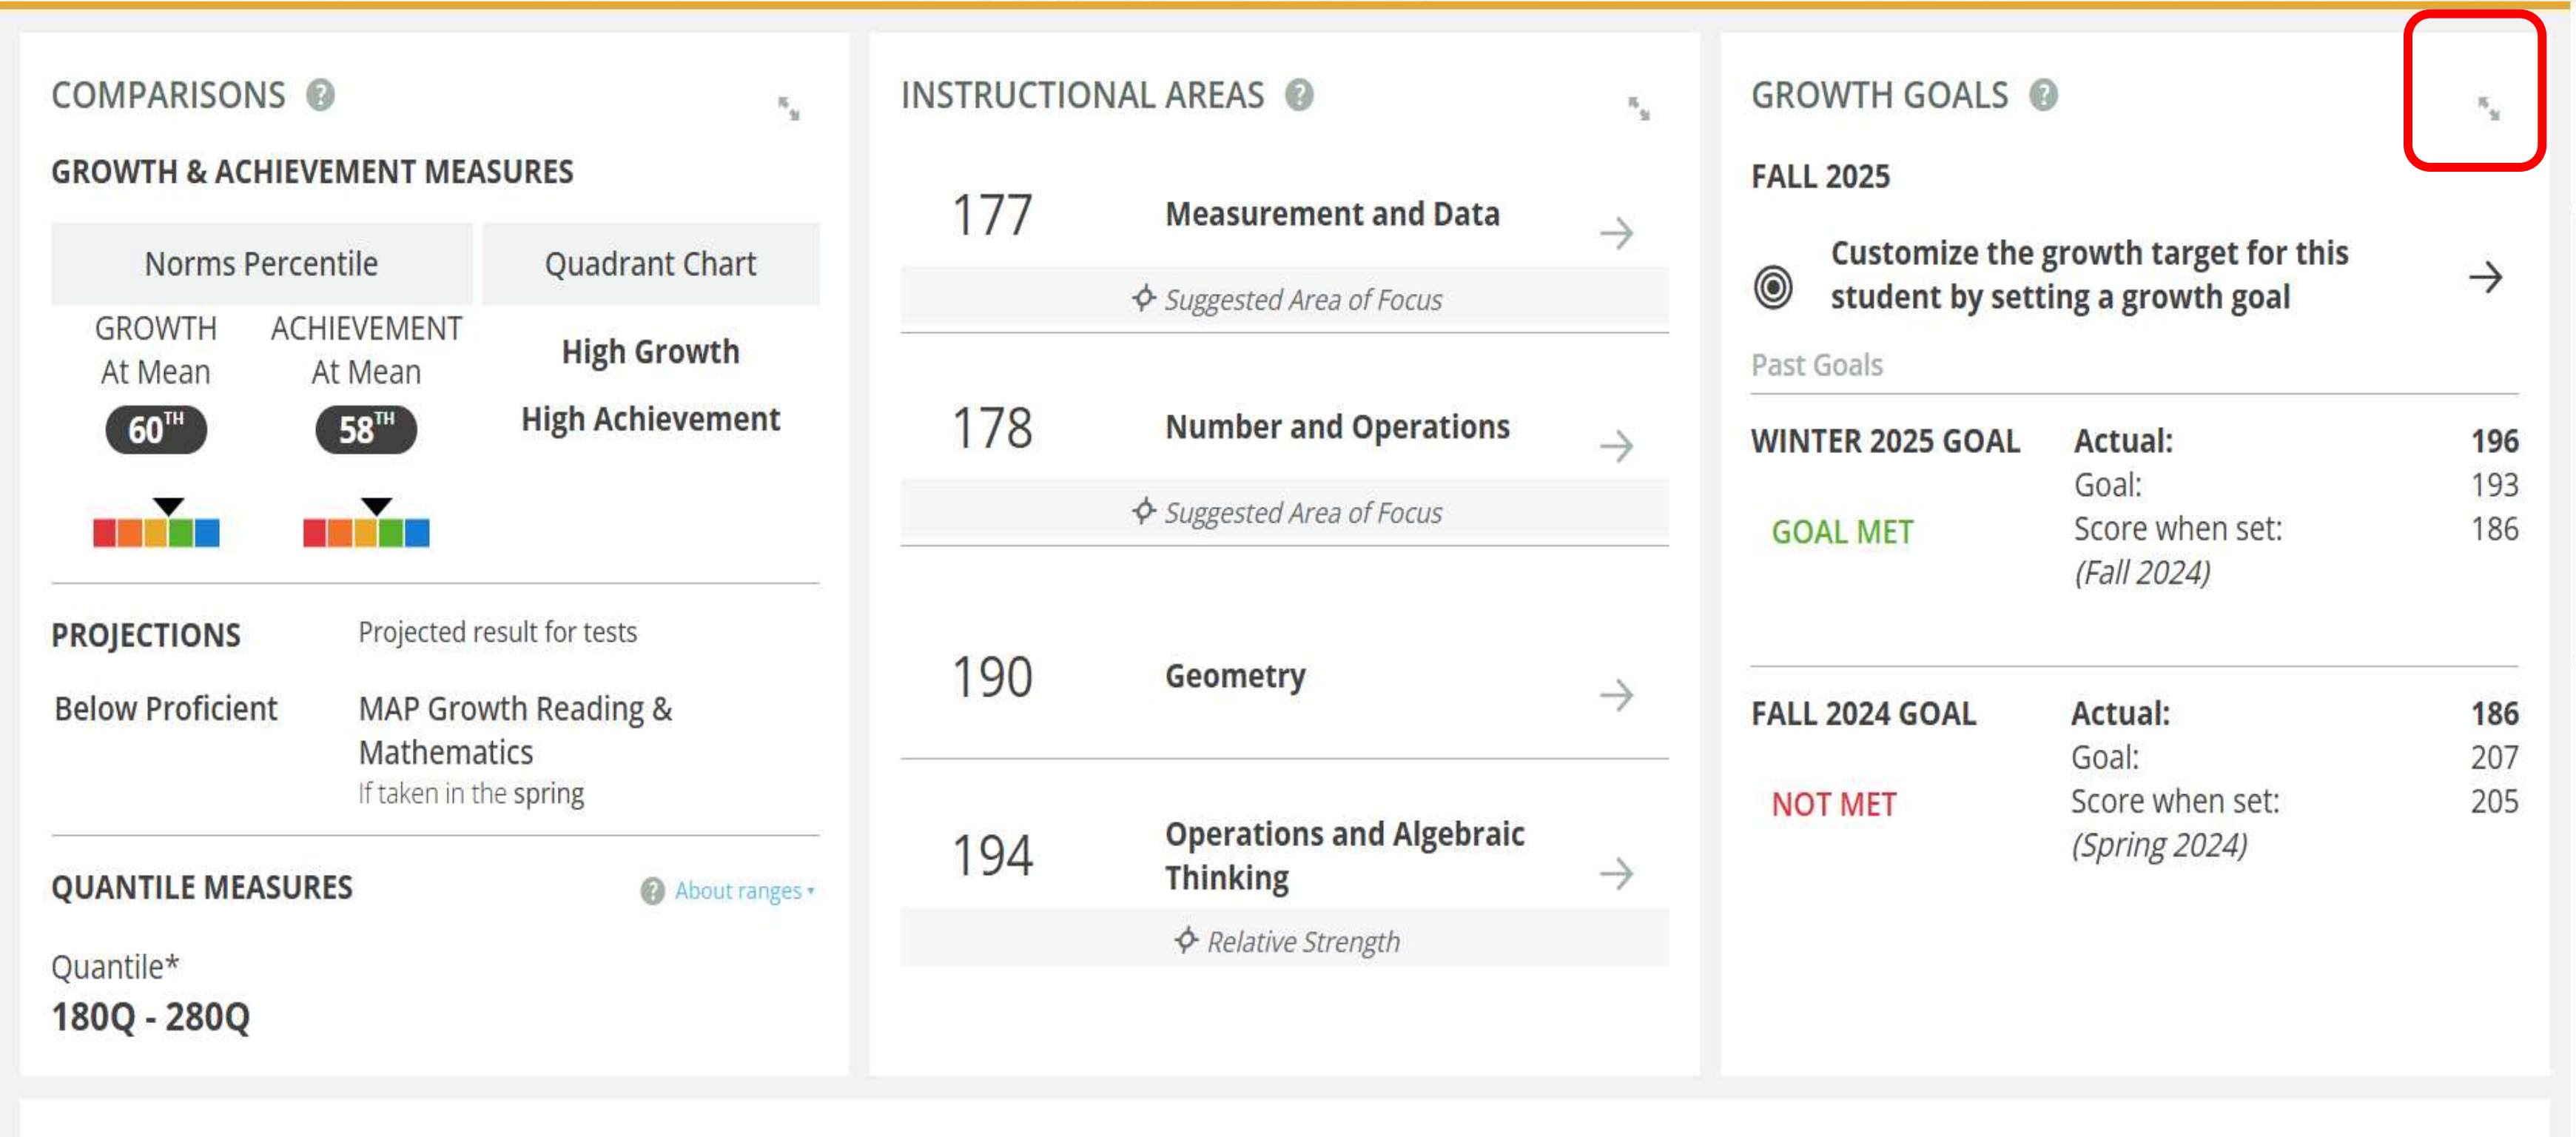 COMPARISONS ?
GROWTH & ACHIEVEMENT MEASURES
Norms Percentile
Quadrant Chart
GROWTH
At Mean
60TH
ACHIEVEMENT
At Mean
58TH
High Growth
High Achievement
PROJECTIONS
Projected result for tests
Below Proficient
MAP Growth Reading &
Mathematics
If taken in the spring
QUANTILE MEASURES
? About ranges
Quantile*
180Q - 280Q
INSTRUCTIONAL AREAS ?
177 Measurement and Data
Suggested Area of Focus
178 Number and Operations
Suggested Area of Focus
190 Geometry
194 Operations and Algebraic
Thinking
Relative Strength
GROWTH GOALS ?
FALL 2025
Customize the growth target for this
student by setting a growth goal
Past Goals
WINTER 2025 GOAL
GOAL MET
Actual: 196
Goal: 193
Score when set: 186
(Fall 2024)
FALL 2024 GOAL
NOT MET
Actual: 186
Goal: 207
Score when set: 205
(Spring 2024)